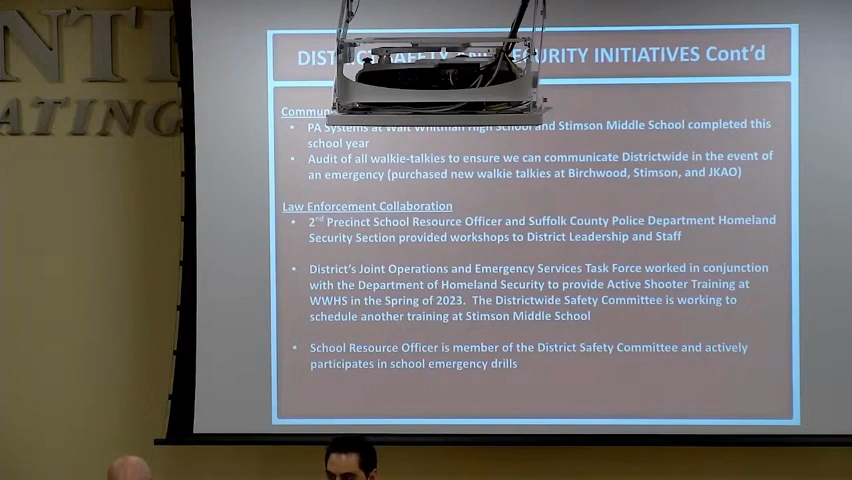 NTI
ATING
DIST SAFETY SECURITY INITIATIVES Cont'd
Commun
• PA Systems at Walt Whitman High School and Stimson Middle School completed this
school year
• Audit of all walkie-talkies to ensure we can communicate Districtwide in the event of
an emergency (purchased new walkie talkies at Birchwood, Stimson, and JKAO)
Law Enforcement Collaboration
• 2nd Precinct School Resource Officer and Suffolk County Police Department Homeland
Security Section provided workshops to District Leadership and Staff
• District's Joint Operations and Emergency Services Task Force worked in conjunction
with the Department of Homeland Security to provide Active Shooter Training at
WWHS in the Spring of 2023. The Districtwide Safety Committee is working to
schedule another training at Stimson Middle School
• School Resource Officer is member of the District Safety Committee and actively
participates in school emergency drills